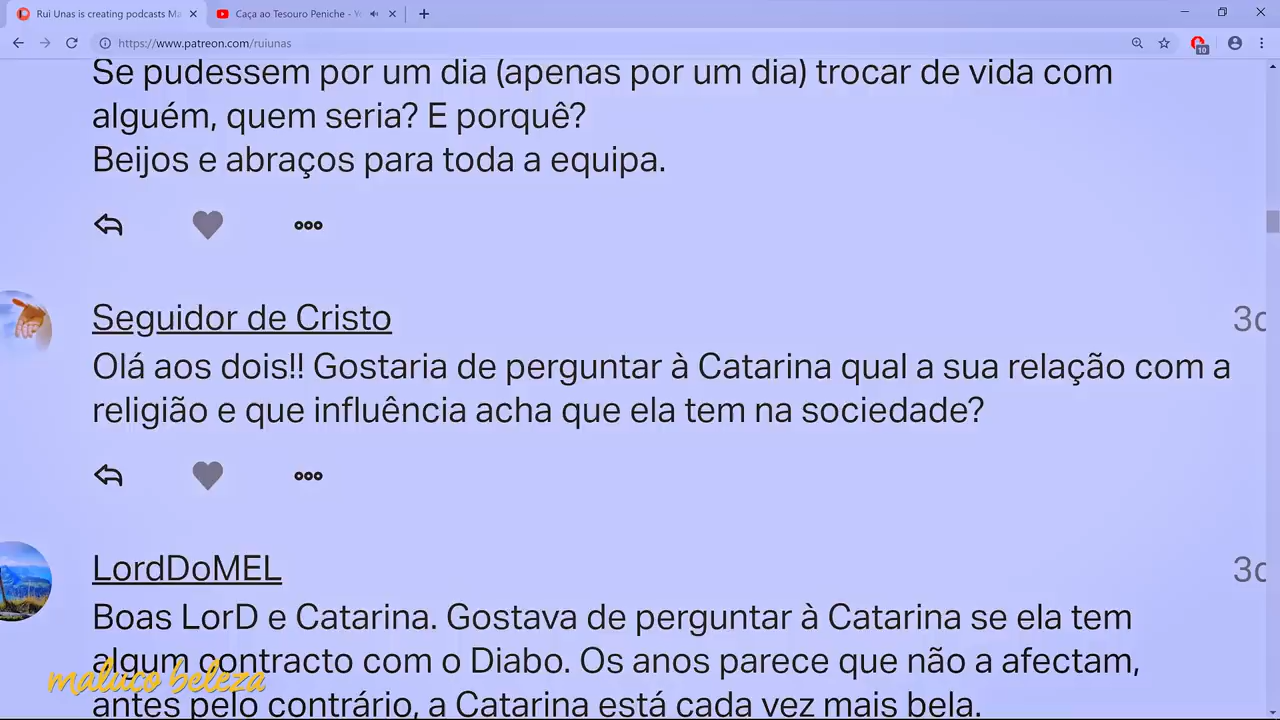 Rui Unas is creating podcasts Ma
Caça ao Tesouro Peniche - Yo
https://www.patreon.com/ruiunas
10
Se pudessem por um dia (apenas por um dia) trocar de vida com
alguém, quem seria? E porquê?
Beijos e abraços para toda a equipa.
Seguidor de Cristo
Olá aos dois!! Gostaria de perguntar à Catarina qual a sua relação com a
religião e que influência acha que ela tem na sociedade?
LordDoMEL
Boas LorD e Catarina. Gostava de perguntar à Catarina se ela tem
algum contracto com o Diabo. Os anos parece que não a afectam,
antes pelo contrário, a Catarina está cada vez mais bela.
maluco beleza